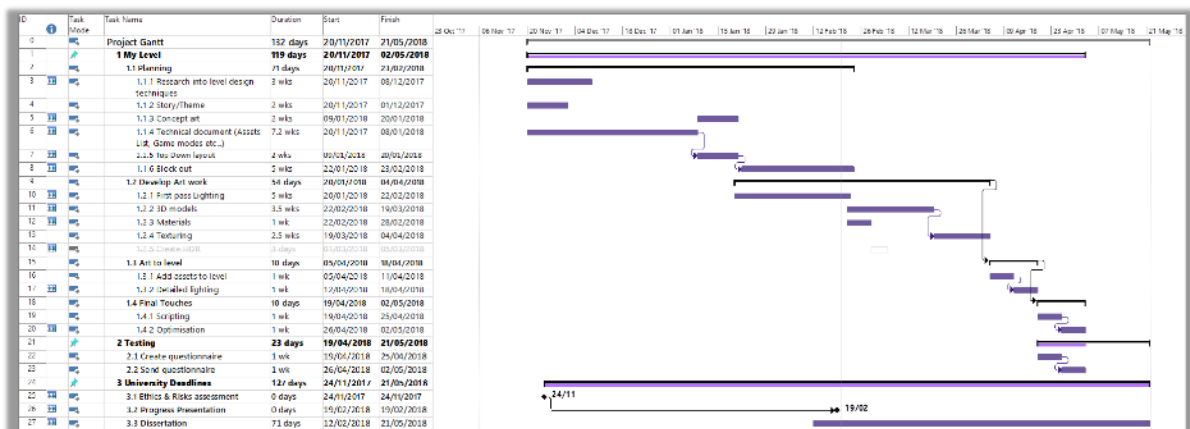 ID Task Mode Task Name Duration Start Finish 23 Oct '17 06 Nov '17 20 Nov '17 04 Dec '17 18 Dec '17 01 Jan '18 15 Jan '18 29 Jan '18 12 Feb '18 26 Feb '18 12 Mar '18 26 Mar '18 09 Apr '18 23 Apr '18 07 May '18 21 May '18
0 Project Gantt 132 days 20/11/2017 21/05/2018
1 1 My Level 119 days 20/11/2017 02/05/2018
2 1.1 Planning 71 days 20/11/2017 23/02/2018
3 1.1.1 Research into level design techniques 3 wks 20/11/2017 08/12/2017
4 1.1.2 Story/Theme 2 wks 20/11/2017 01/12/2017
5 1.1.3 Concept art 2 wks 09/01/2018 20/01/2018
6 1.1.4 Technical document (Assets List, Game modes etc...) 7.2 wks 20/11/2017 08/01/2018
7 Top Down layout 2 wks 09/01/2018 20/01/2018
8 1.1.6 Block out 5 wks 22/01/2018 23/02/2018
9 1.2 Develop Art work 54 days 20/01/2018 04/04/2018
10 1.2.1 First pass Lighting 5 wks 20/01/2018 22/02/2018
11 1.2.2 3D models 3.5 wks 22/02/2018 19/03/2018
12 1.2.3 Materials 1 wk 22/02/2018 28/02/2018
13 1.2.4 Texturing 2.5 wks 19/03/2018 04/04/2018
14 1.2.5 Create HDR 3 days 01/03/2018 05/03/2018
15 1.3 Art to level 10 days 05/04/2018 18/04/2018
16 1.3.1 Add assets to level 1 wk 05/04/2018 11/04/2018
17 1.3.2 Detailed lighting 1 wk 12/04/2018 18/04/2018
18 1.4 Final Touches 10 days 19/04/2018 02/05/2018
19 1.4.1 Scripting 1 wk 19/04/2018 25/04/2018
20 1.4.2 Optimisation 1 wk 26/04/2018 02/05/2018
21 2 Testing 23 days 19/04/2018 21/05/2018
22 2.1 Create questionnaire 1 wk 19/04/2018 25/04/2018
23 2.2 Send questionnaire 1 wk 26/04/2018 02/05/2018
24 3 University Deadlines 127 days 24/11/2017 21/05/2018
25 3.1 Ethics & Risks assessment 0 days 24/11/2017 24/11/2017 24/11
26 3.2 Progress Presentation 0 days 19/02/2018 19/02/2018 19/02
27 3.3 Dissertation 71 days 12/02/2018 21/05/2018